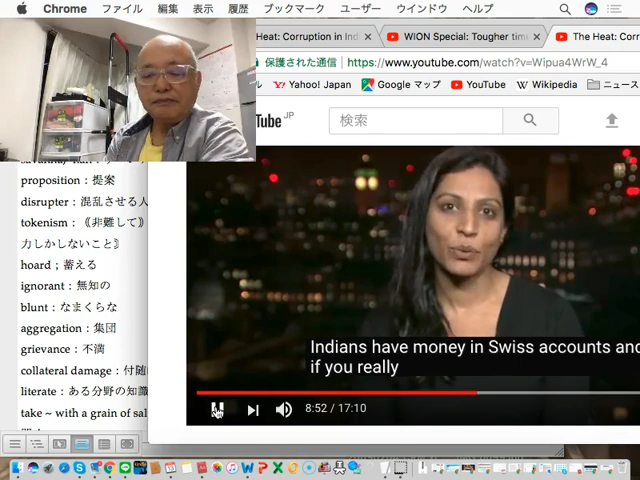 Chrome ファイル 編集 表示 履歴 ブックマーク ユーザー ウインドウ ヘルプ
Heat: Corruption in Ind × WION Special: Tougher time × The Heat: Corr
保護された通信 | https://www.youtube.com/watch?v=Wipua4WrW_4
Yahoo! Japan Google マップ YouTube Wikipedia ニュース
Tube JP 検索
proposition：提案
disrupter：混乱させる人
tokenism：《非難して》
力しかしないこと》
hoard；蓄える
ignorant：無知の
blunt：なまくらな
aggregation：集団
grievance：不満
collateral damage：付随
literate：ある分野の知識
take ~ with a grain of sal
Indians have money in Swiss accounts and
if you really
8:52 / 17:10